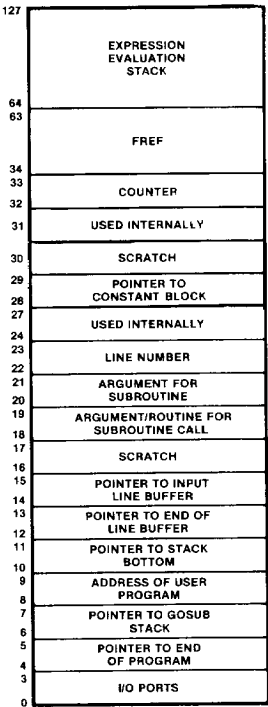 127
EXPRESSION
EVALUATION
STACK
64
63
FREF
34
33
COUNTER
32
31
USED INTERNALLY
30
SCRATCH
29
POINTER TO
CONSTANT BLOCK
28
27
USED INTERNALLY
24
23
LINE NUMBER
22
21
ARGUMENT FOR
SUBROUTINE
20
19
ARGUMENT/ROUTINE FOR
SUBROUTINE CALL
18
17
SCRATCH
16
15
POINTER TO INPUT
LINE BUFFER
14
13
POINTER TO END OF
LINE BUFFER
12
11
POINTER TO STACK
BOTTOM
10
9
ADDRESS OF USER
PROGRAM
8
7
POINTER TO GOSUB
STACK
6
5
POINTER TO END
OF PROGRAM
4
3
I/O PORTS
0